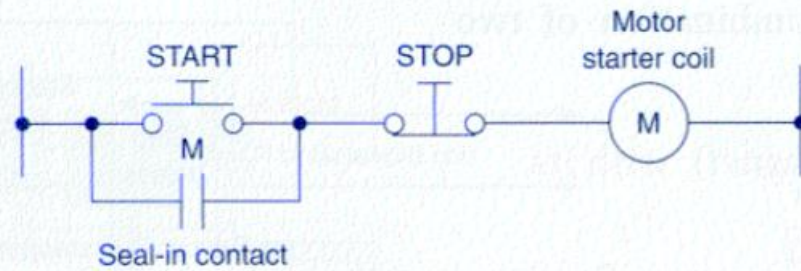 Motor
START
STOP
starter coil
M
M
Seal-in contact